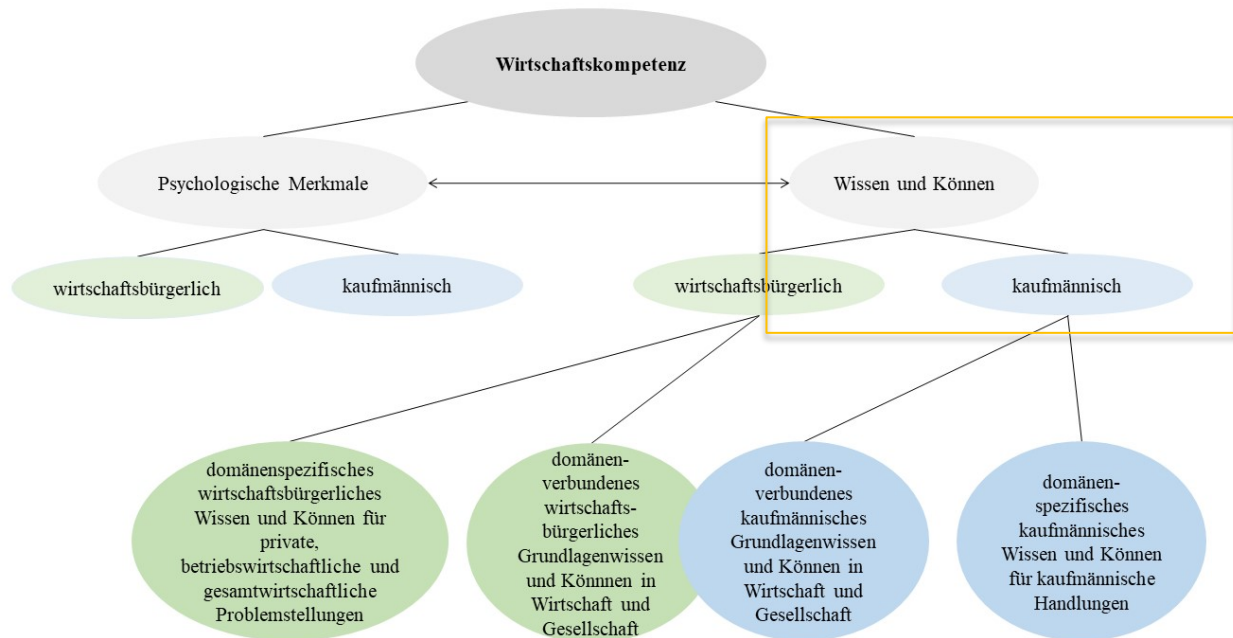 Wirtschaftskompetenz
Psychologische Merkmale
Wissen und Können
wirtschaftsbürgerlich
kaufmännisch
wirtschaftsbürgerlich
kaufmännisch
domänenspezifisches
wirtschaftsbürgerliches
Wissen und Können für
private,
betriebswirtschaftliche und
gesamtwirtschaftliche
Problemstellungen
domänen-
verbundenes
wirtschafts-
bürgerliches
Grundlagenwissen
und Könnnen in
Wirtschaft und
Gesellschaft
domänen-
verbundenes
kaufmännisches
Grundlagenwissen
und Können in
Wirtschaft und
Gesellschaft
domänen-
spezifisches
kaufmännisches
Wissen und Können
für kaufmännische
Handlungen